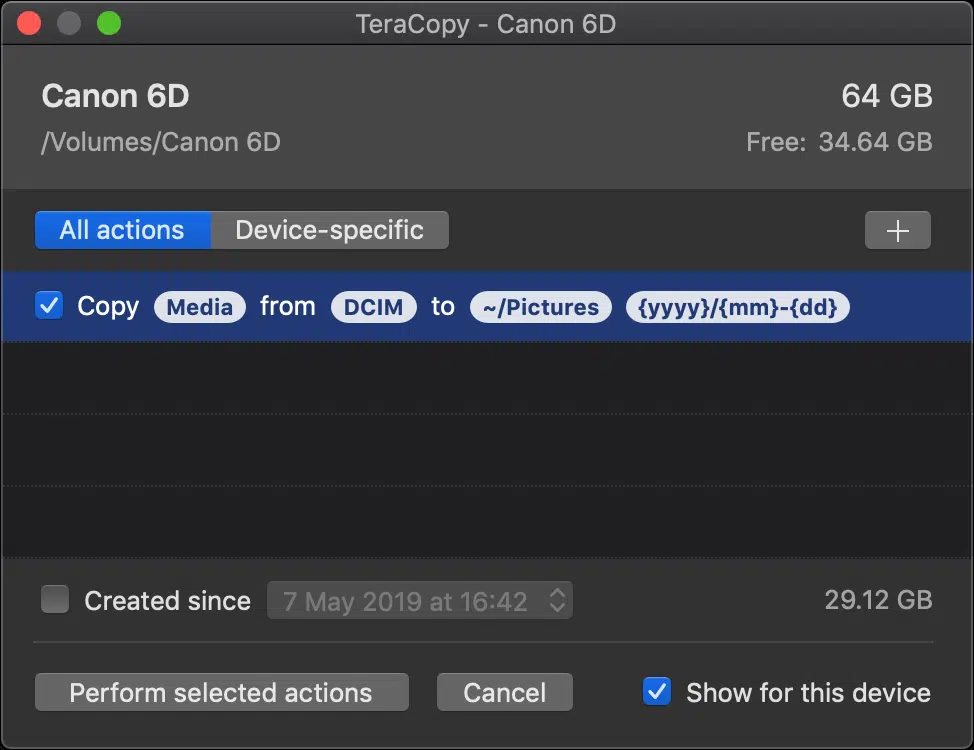 TeraCopy - Canon 6D
Canon 6D 64 GB
/Volumes/Canon 6D Free: 34.64 GB
All actions Device-specific +
Copy Media from DCIM to ~/Pictures {yyyy}/{mm}-{dd}
Created since 7 May 2019 at 16:42 29.12 GB
Perform selected actions Cancel Show for this device